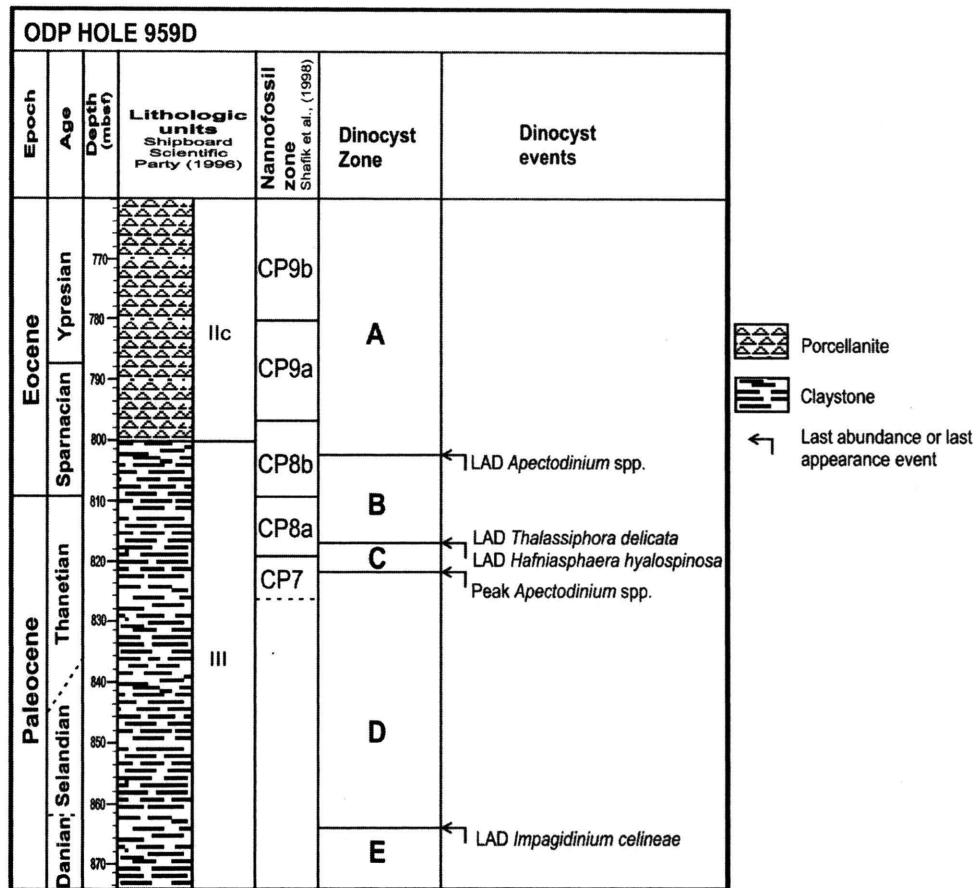 ODP HOLE 959D
Epoch
Age
Depth
(mbsf)
Lithologic
units
Shipboard
Scientific
Party (1996)
Nannofossil
zone
Shafik et al., (1998)
Dinocyst
Zone
Dinocyst
events
Eocene
Paleocene
Ypresian
Sparnacian
Thanetian
Selandian
Danian
770
780
790
800
810
820
830
840
850
860
870
IIc
III
CP9b
CP9a
CP8b
CP8a
CP7
A
B
C
D
E
LAD Apectodinium spp.
LAD Thalassiphora delicata
LAD Hafniasphaera hyalospinosa
Peak Apectodinium spp.
LAD Impagidinium celineae
Porcellanite
Claystone
Last abundance or last
appearance event